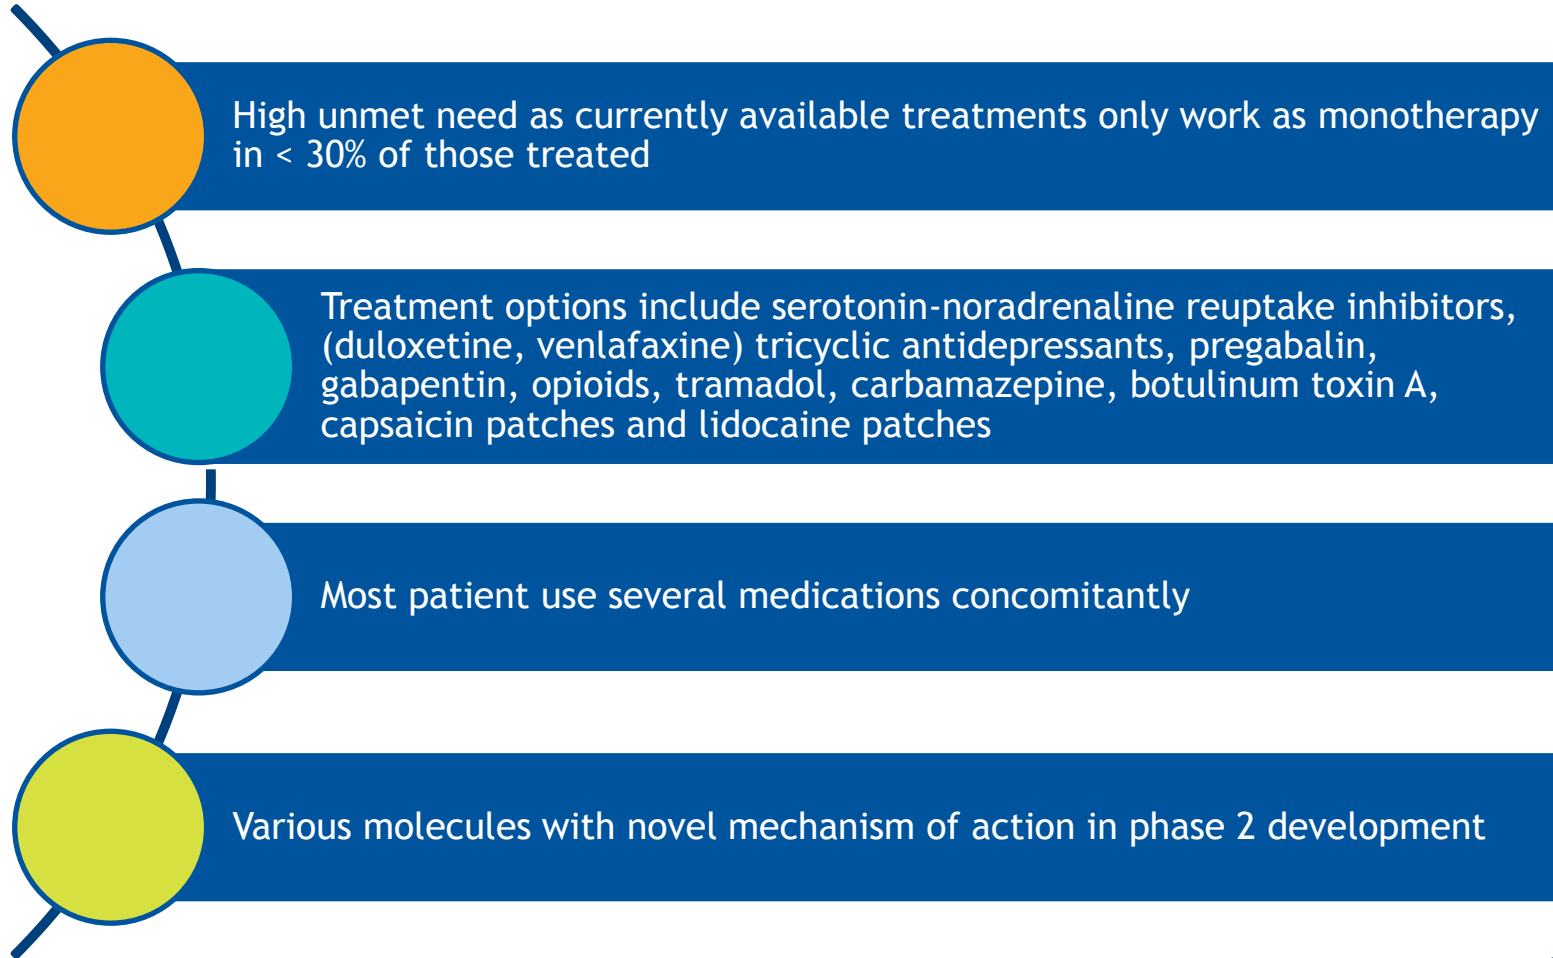 High unmet need as currently available treatments only work as monotherapy
in < 30% of those treated
Treatment options include serotonin-noradrenaline reuptake inhibitors,
(duloxetine, venlafaxine) tricyclic antidepressants, pregabalin,
gabapentin, opioids, tramadol, carbamazepine, botulinum toxin A,
capsaicin patches and lidocaine patches
Most patient use several medications concomitantly
Various molecules with novel mechanism of action in phase 2 development